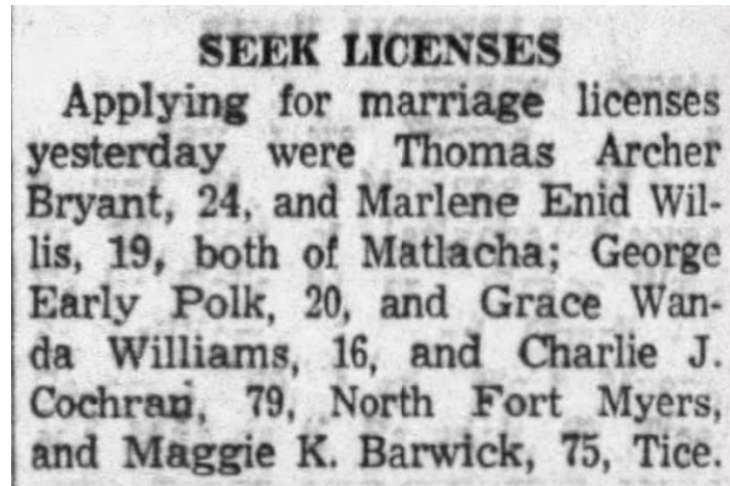 SEEK LICENSES
Applying for marriage licenses
yesterday were Thomas Archer
Bryant, 24, and Marlene Enid Wil-
lis, 19, both of Matlacha; George
Early Polk, 20, and Grace Wan-
da Williams, 16, and Charlie J.
Cochran, 79, North Fort Myers,
and Maggie K. Barwick, 75, Tice.